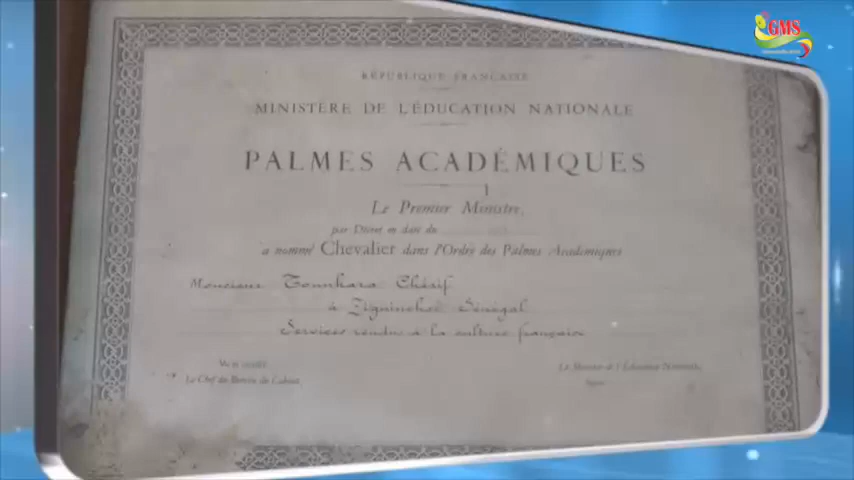 GMS
RÉPUBLIQUE FRANÇAISE
MINISTÈRE DE L'ÉDUCATION NATIONALE
PALMES ACADÉMIQUES
Le Premier Ministre,
par Décret en date du
a nommé Chevalier dans l'Ordre des Palmes Académiques
Monsieur Tounkara Chérif
à Ziguinchor Sénégal
Services rendus à la culture française
Le Chef du Bureau du Cabinet
Le Ministre de l'Éducation Nationale,